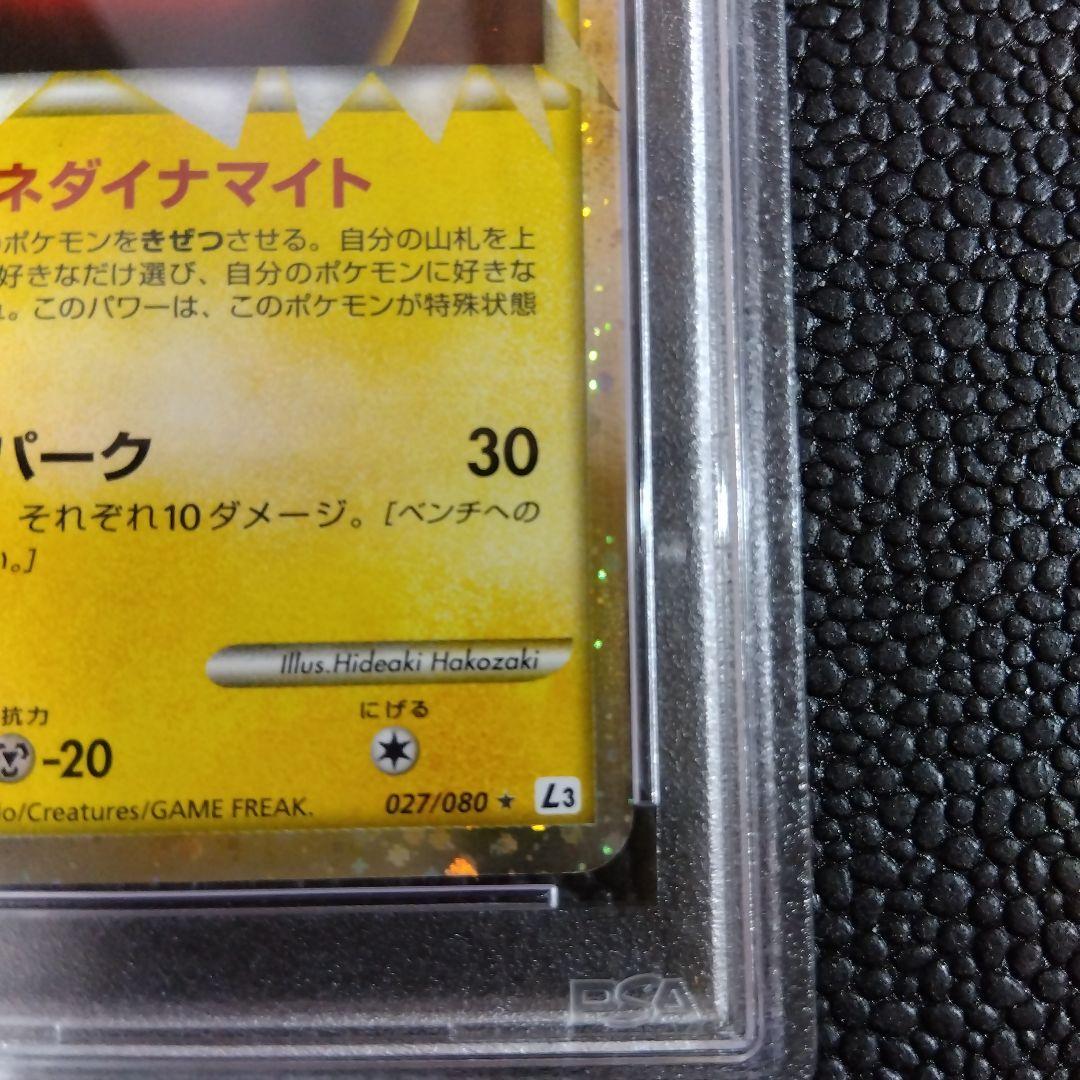 ネダイナマイト
のポケモンをきぜつさせる。自分の山札を上
好きなだけ選び、自分のポケモンに好きな
。このパワーは、このポケモンが特殊状態
パーク 30
それぞれ10ダメージ。[ベンチへの
い。]
Illus.Hideaki Hakozaki
抗力 にげる
-20
do/Creatures/GAME FREAK. 027/080 ★ L3
PSA